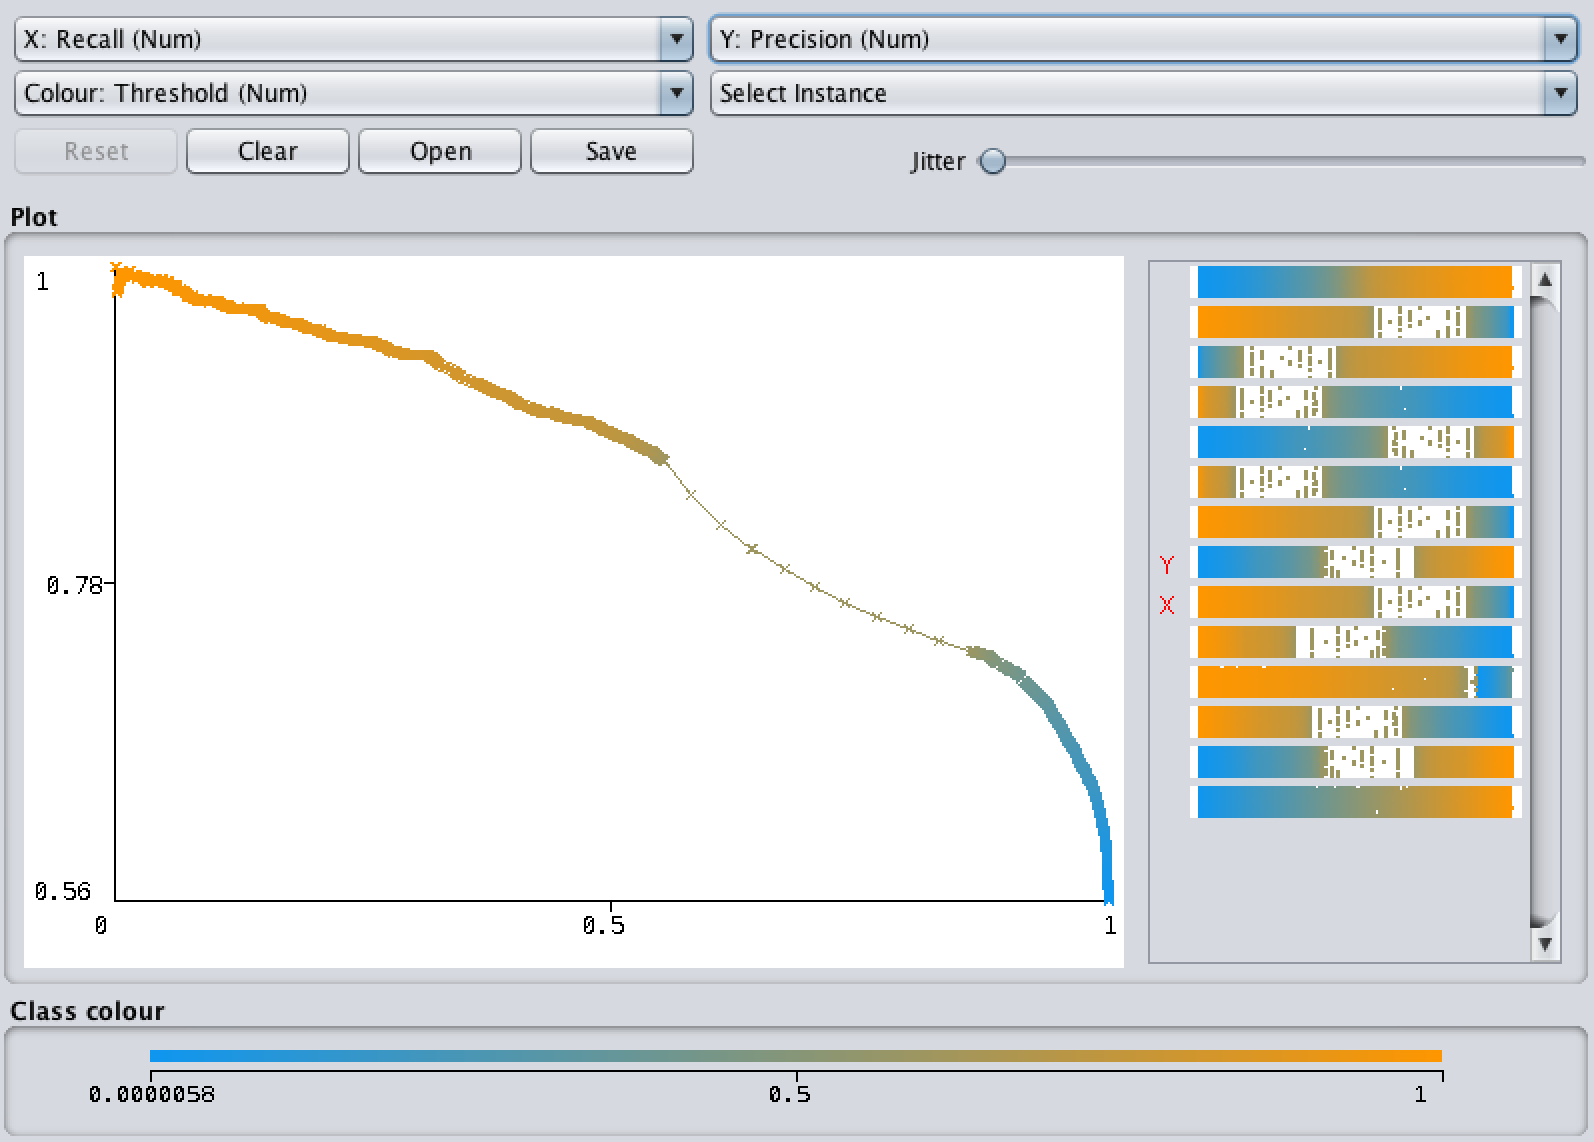 X: Recall (Num)
Y: Precision (Num)
Colour: Threshold (Num)
Select Instance
Reset
Clear
Open
Save
Jitter
Plot
1
0.78
0.56
0
0.5
1
Y
X
Class colour
0.0000058
0.5
1